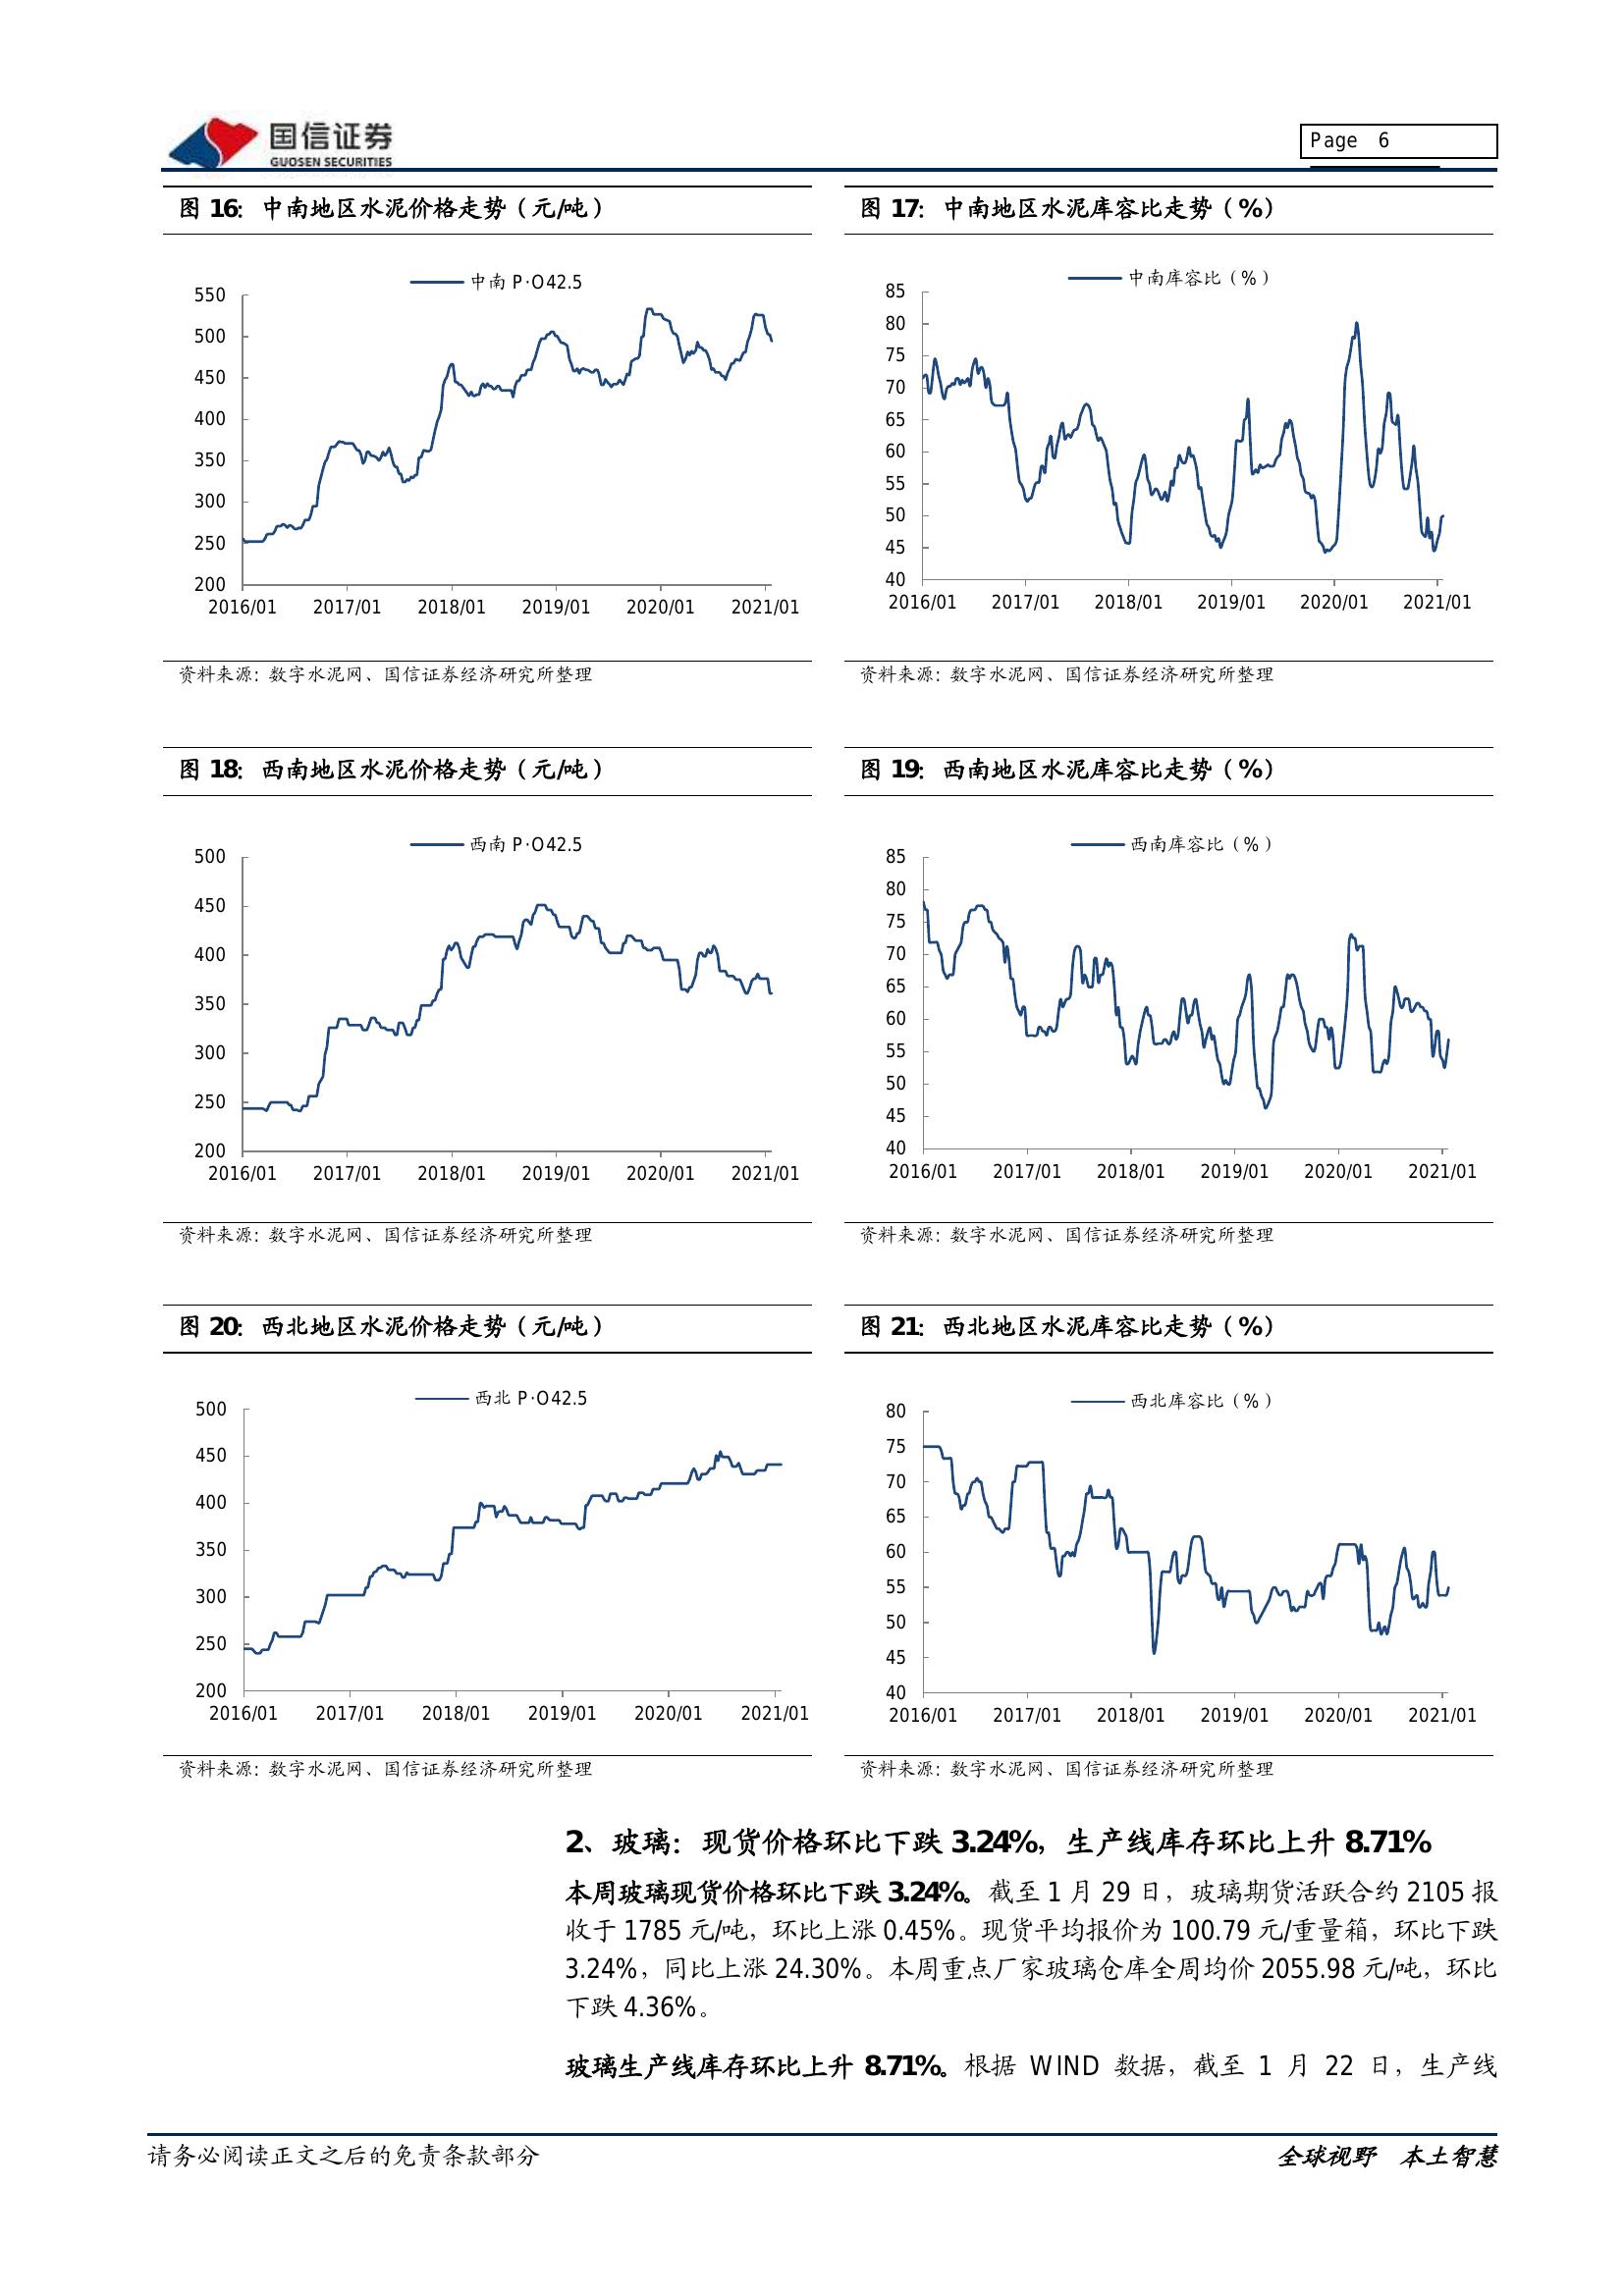 国信证券
GUOSEN SECURITIES
Page 6
图 16: 中南地区水泥价格走势（元/吨）
图 17: 中南地区水泥库容比走势（%）
中南 P·O42.5
550
500
450
400
350
300
250
200
2016/01 2017/01 2018/01 2019/01 2020/01 2021/01
中南库容比（%）
85
80
75
70
65
60
55
50
45
40
2016/01 2017/01 2018/01 2019/01 2020/01 2021/01
资料来源: 数字水泥网、国信证券经济研究所整理
资料来源: 数字水泥网、国信证券经济研究所整理
图 18: 西南地区水泥价格走势（元/吨）
图 19: 西南地区水泥库容比走势（%）
西南 P·O42.5
500
450
400
350
300
250
200
2016/01 2017/01 2018/01 2019/01 2020/01 2021/01
西南库容比（%）
85
80
75
70
65
60
55
50
45
40
2016/01 2017/01 2018/01 2019/01 2020/01 2021/01
资料来源: 数字水泥网、国信证券经济研究所整理
资料来源: 数字水泥网、国信证券经济研究所整理
图 20: 西北地区水泥价格走势（元/吨）
图 21: 西北地区水泥库容比走势（%）
西北 P·O42.5
500
450
400
350
300
250
200
2016/01 2017/01 2018/01 2019/01 2020/01 2021/01
西北库容比（%）
80
75
70
65
60
55
50
45
40
2016/01 2017/01 2018/01 2019/01 2020/01 2021/01
资料来源: 数字水泥网、国信证券经济研究所整理
资料来源: 数字水泥网、国信证券经济研究所整理
2、玻璃：现货价格环比下跌 3.24%，生产线库存环比上升 8.71%
本周玻璃现货价格环比下跌 3.24%。截至 1 月 29 日，玻璃期货活跃合约 2105 报
收于 1785 元/吨，环比上涨 0.45%。现货平均报价为 100.79 元/重量箱，环比下跌
3.24%，同比上涨 24.30%。本周重点厂家玻璃仓库全周均价 2055.98 元/吨，环比
下跌 4.36%。
玻璃生产线库存环比上升 8.71%。根据 WIND 数据，截至 1 月 22 日，生产线
请务必阅读正文之后的免责条款部分
全球视野 本土智慧